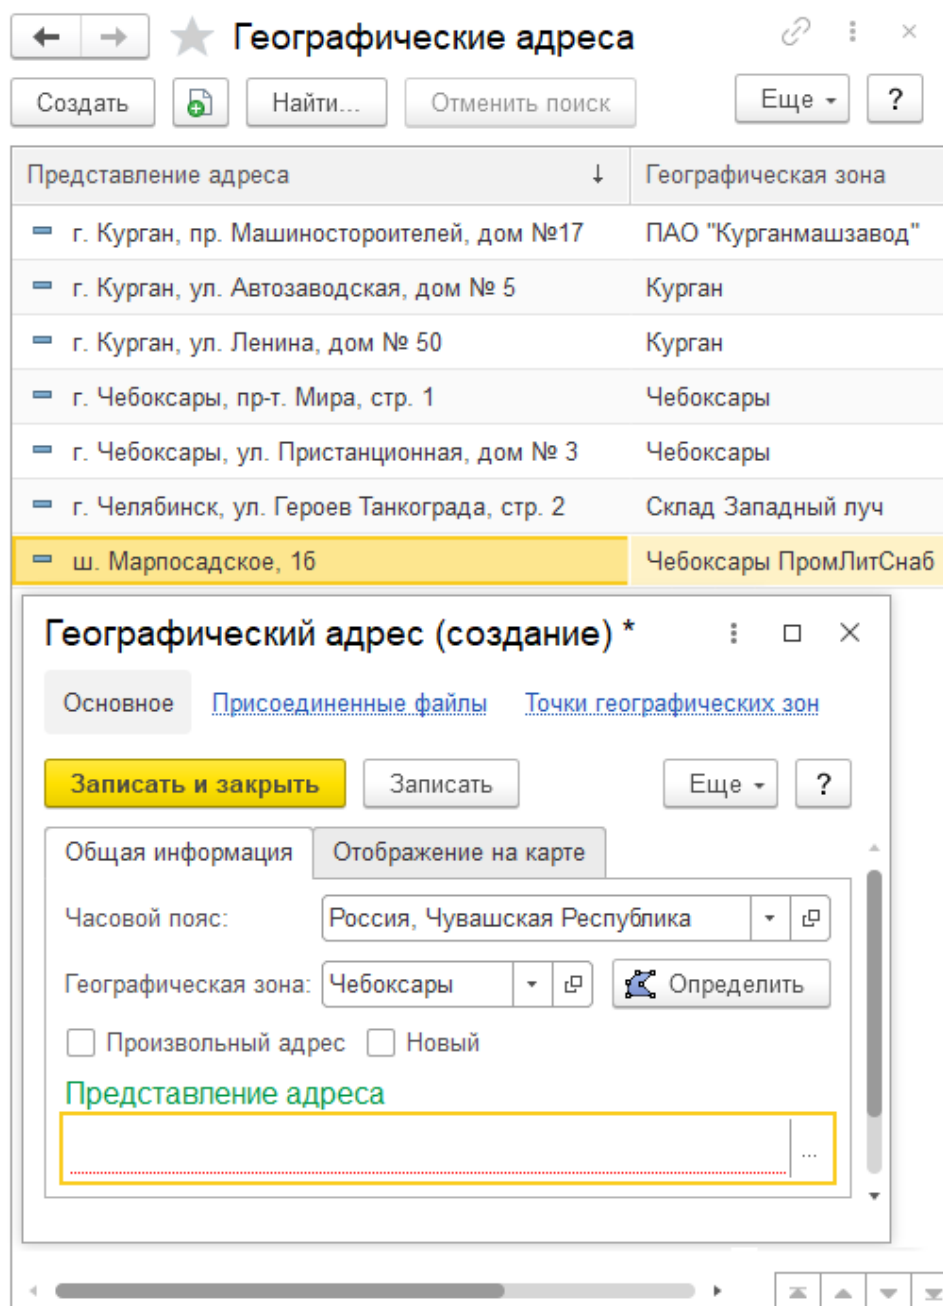 Географические адреса
Создать Найти... Отменить поиск Еще ?
Представление адреса ↓ Географическая зона
г. Курган, пр. Машиностороителей, дом №17 ПАО "Курганмашзавод"
г. Курган, ул. Автозаводская, дом № 5 Курган
г. Курган, ул. Ленина, дом № 50 Курган
г. Чебоксары, пр-т. Мира, стр. 1 Чебоксары
г. Чебоксары, ул. Пристанционная, дом № 3 Чебоксары
г. Челябинск, ул. Героев Танкограда, стр. 2 Склад Западный луч
ш. Марпосадское, 1б Чебоксары ПромЛитСнаб
Географический адрес (создание) *
Основное Присоединенные файлы Точки географических зон
Записать и закрыть Записать Еще ?
Общая информация Отображение на карте
Часовой пояс: Россия, Чувашская Республика
Географическая зона: Чебоксары Определить
Произвольный адрес Новый
Представление адреса
...